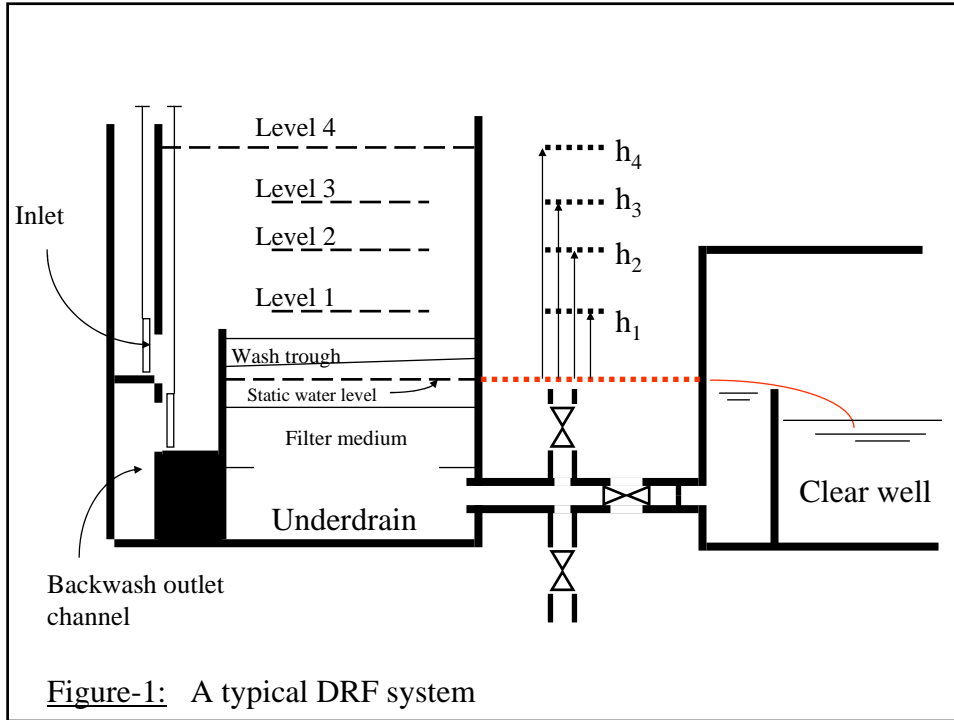 Level 4
h4
Level 3
h3
Inlet
Level 2
h2
Level 1
h1
Wash trough
Static water level
Filter medium
Clear well
Underdrain
Backwash outlet
channel
Figure-1: A typical DRF system